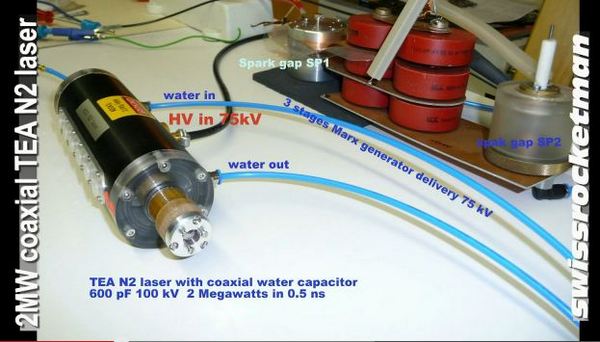 2MW coaxial TEA N2 laser
Spark gap SP1
water in
HV in 75kV
3 stages Marx generator delivery 75 kV
spak gap SP2
water out
TEA N2 laser with coaxial water capacitor
600 pF 100 kV 2 Megawatts in 0.5 ns
swissrocketman